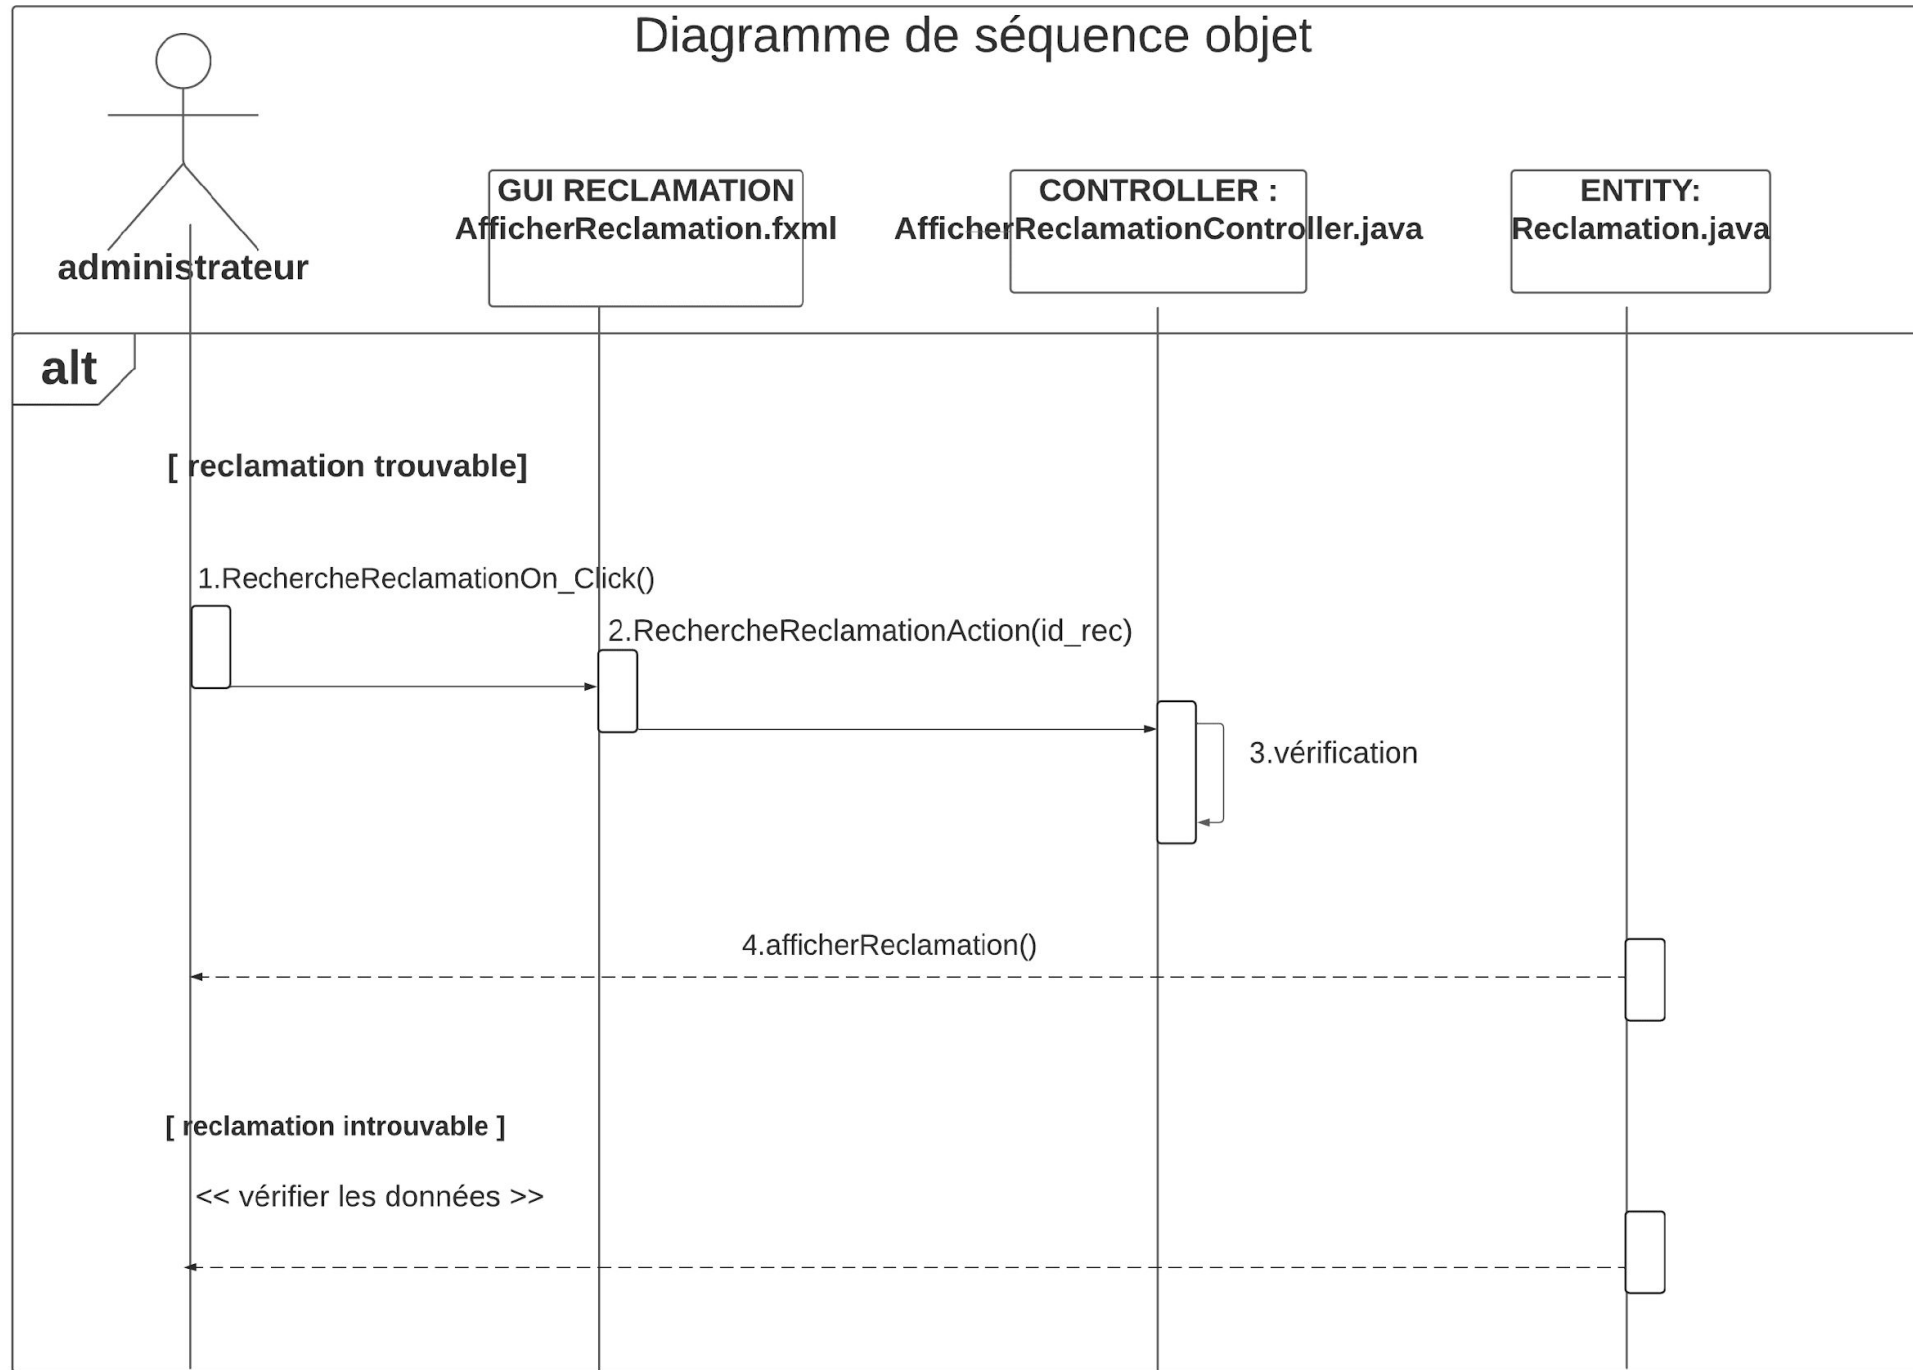 Diagramme de séquence objet
GUI RECLAMATION
AfficherReclamation.fxml
CONTROLLER :
AfficherReclamationController.java
ENTITY:
Reclamation.java
administrateur
alt
[ reclamation trouvable]
1.RechercheReclamationOn_Click()
2.RechercheReclamationAction(id_rec)
3.vérification
4.afficherReclamation()
[ reclamation introuvable ]
<< vérifier les données >>